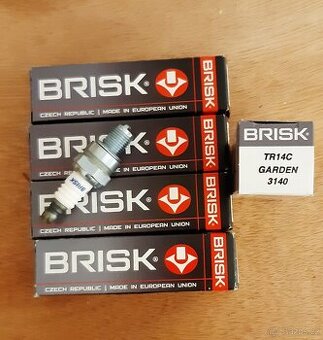 BRISK®
CZECH REPUBLIC | MADE IN EUROPEAN UNION
BRISK
BRISK®
CZECH REPUBLIC | MADE IN EUROPEAN UNION
BRISK
BRISK®
CZECH REPUBLIC | MADE IN EUROPEAN UNION
BRISK
BRISK®
CZECH REPUBLIC | MADE IN EUROPEAN UNION
BRISK
BRISK
BRISK
TR14C
GARDEN
3140